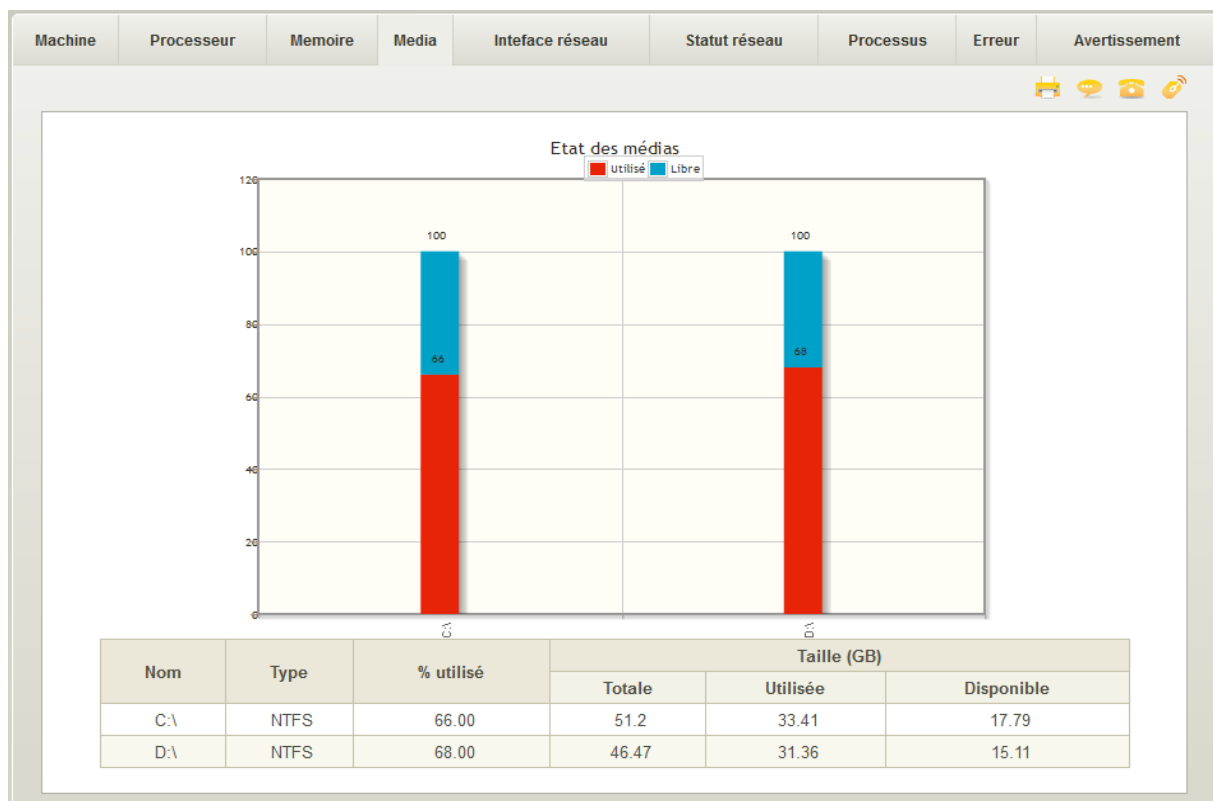 Machine Processeur Memoire Media Inteface réseau Statut réseau Processus Erreur Avertissement
Etat des médias
Utilisé Libre
120
100 100
100
80
66 68
60
40
20
0
C:\ D:\
Nom Type % utilisé Taille (GB)
Totale Utilisée Disponible
C:\ NTFS 66.00 51.2 33.41 17.79
D:\ NTFS 68.00 46.47 31.36 15.11